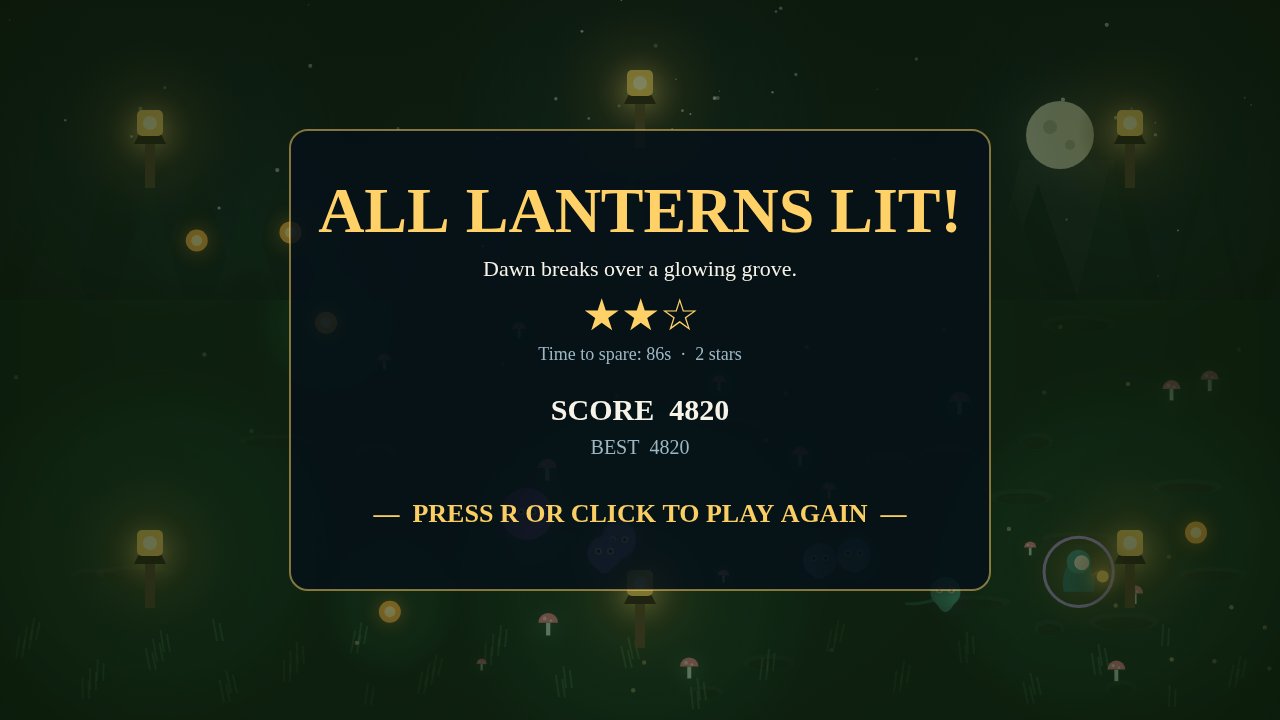 ALL LANTERNS LIT!
Dawn breaks over a glowing grove.
★★☆
Time to spare: 86s · 2 stars
SCORE 4820
BEST 4820
— PRESS R OR CLICK TO PLAY AGAIN —